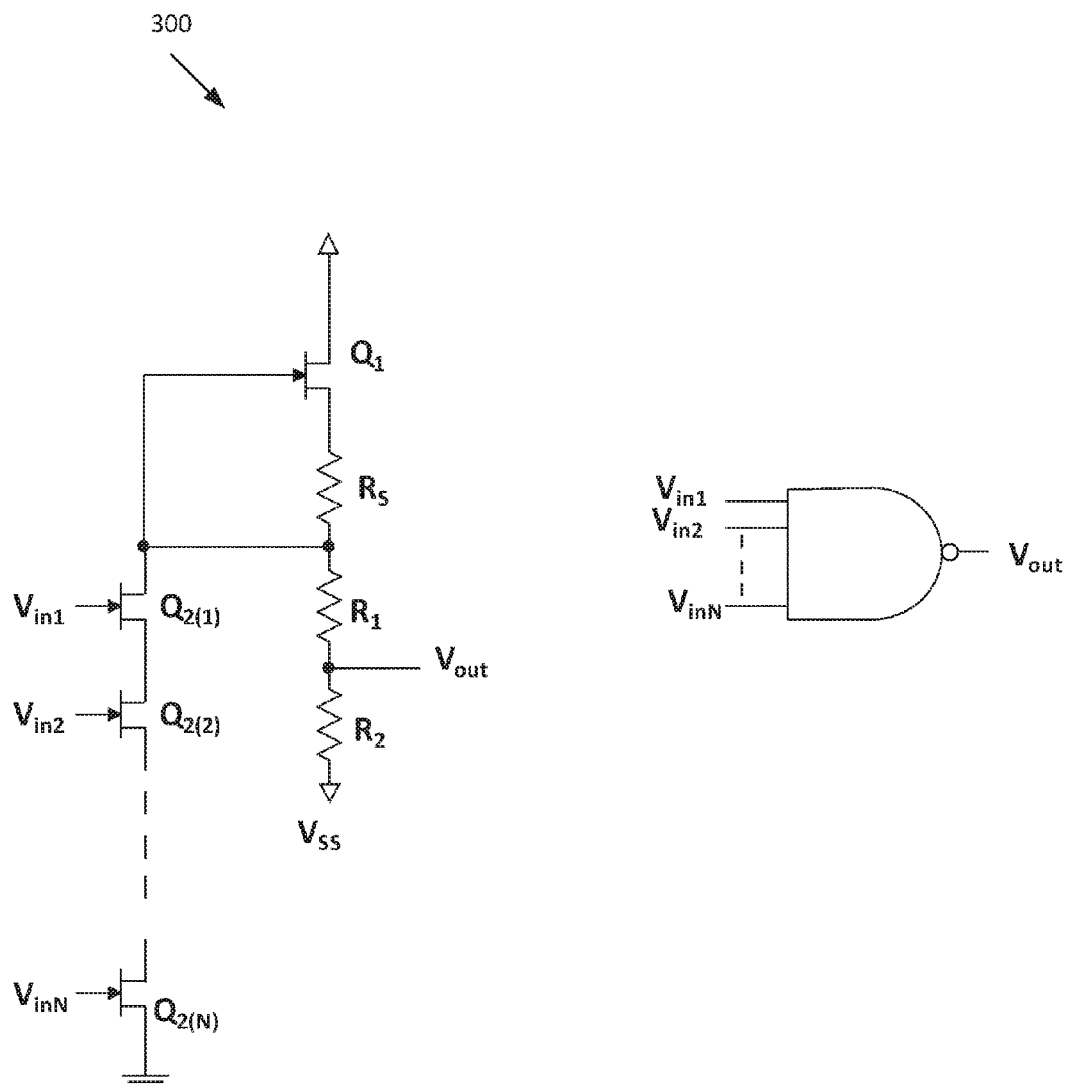 300
Q1
RS
Vin1
Q2(1)
R1
Vout
Vin2
Q2(2)
R2
VSS
VinN
Q2(N)
Vin1
Vin2
VinN
Vout